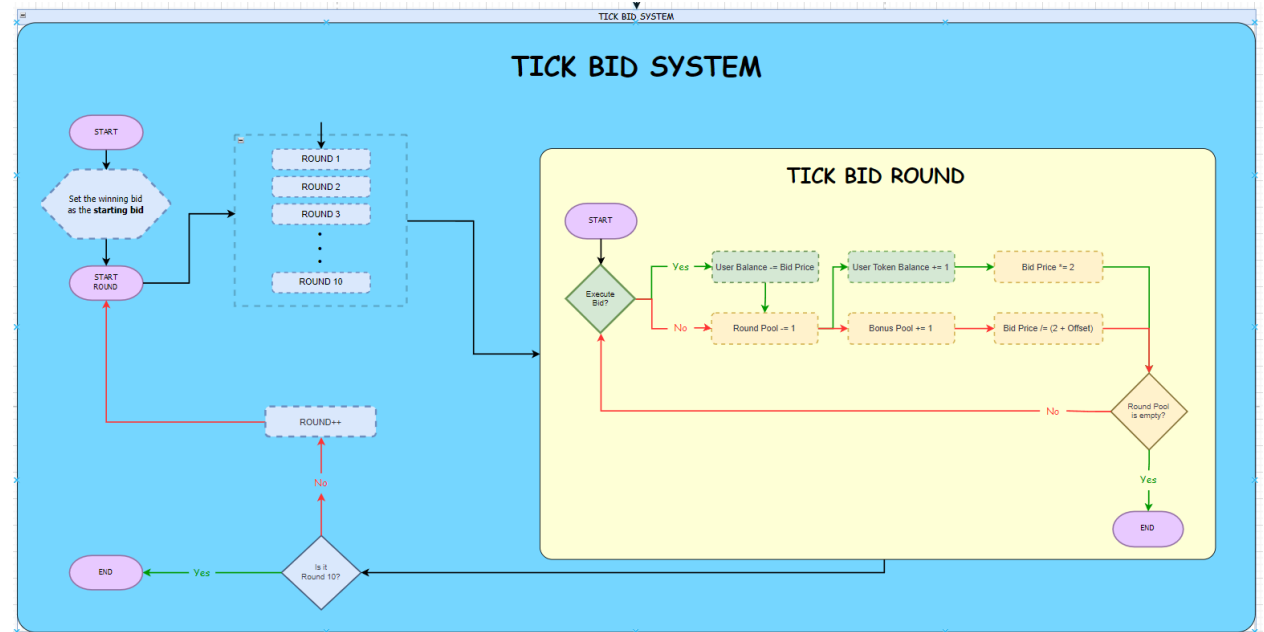 TICK BID SYSTEM
TICK BID SYSTEM
START
Set the winning bid
as the starting bid
START
ROUND
ROUND 1
ROUND 2
ROUND 3
ROUND 10
TICK BID ROUND
START
Execute
Bid?
Yes
User Balance -= Bid Price
User Token Balance += 1
Bid Price *= 2
No
Round Pool -= 1
Bonus Pool += 1
Bid Price /= (2 + Offset)
Round Pool
is empty?
No
Yes
END
ROUND++
No
Is it
Round 10?
Yes
END